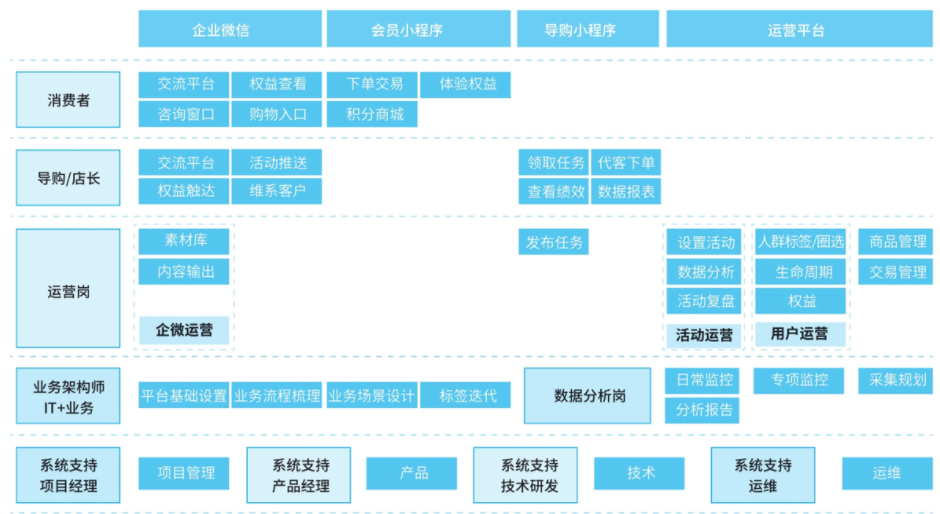 企业微信 会员小程序 导购小程序 运营平台
消费者 交流平台 权益查看 下单交易 体验权益
咨询窗口 购物入口 积分商城
导购/店长 交流平台 活动推送 领取任务 代客下单
权益触达 维系客户 查看绩效 数据报表
运营岗 素材库 发布任务 设置活动 人群标签/圈选 商品管理
内容输出 数据分析 生命周期 交易管理
活动复盘 权益
企微运营 活动运营 用户运营
业务架构师
IT+业务
平台基础设置 业务流程梳理 业务场景设计 标签迭代
数据分析岗 日常监控 专项监控 采集规划
分析报告
系统支持
项目经理
项目管理
系统支持
产品经理
产品
系统支持
技术研发
技术
系统支持
运维
运维